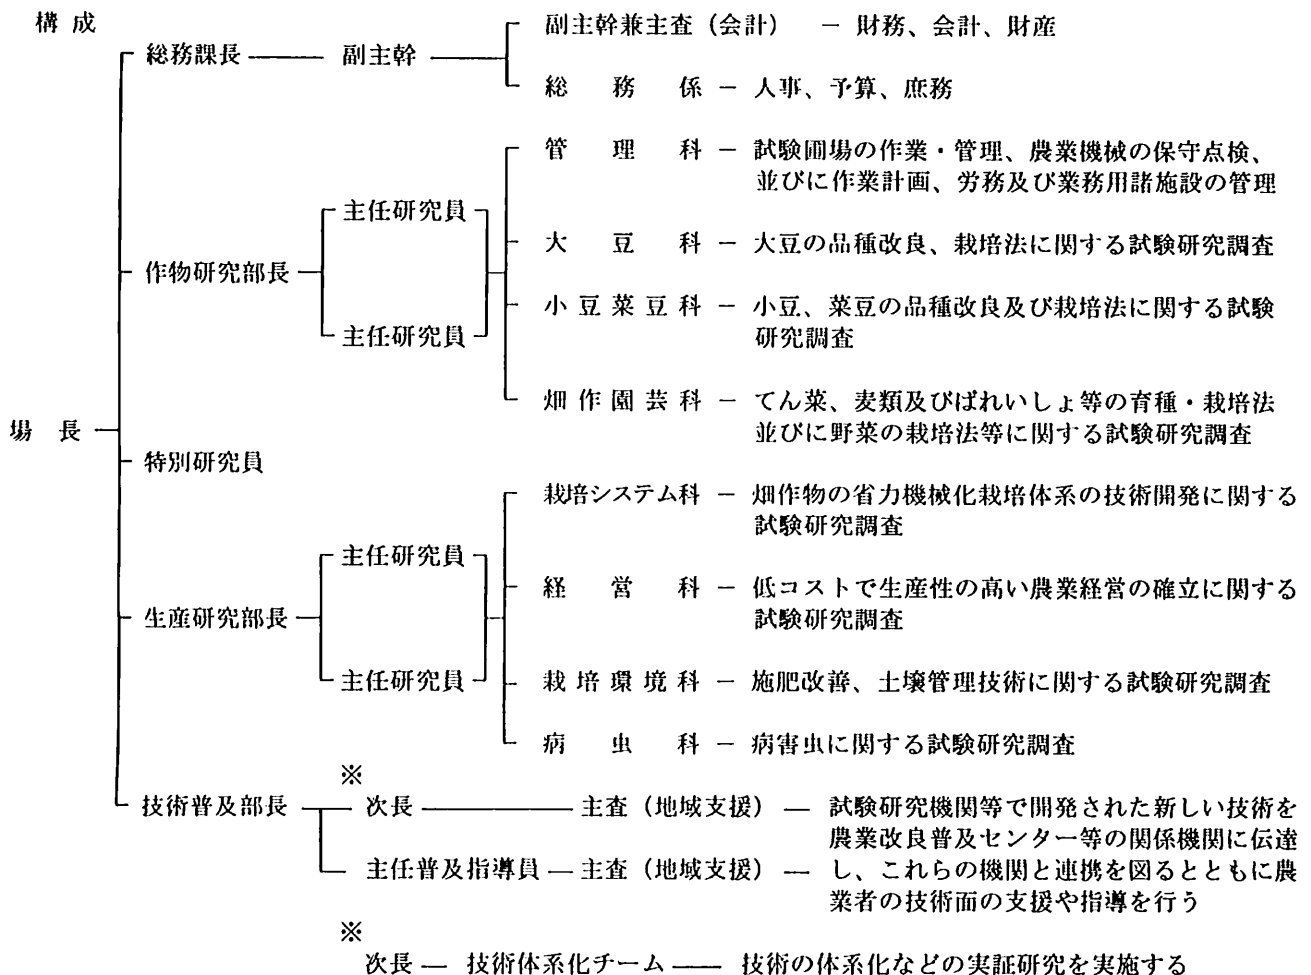 構成
副主幹兼主査（会計） － 財務、会計、財産
総務課長 副主幹
総務係 － 人事、予算、庶務
管理科 － 試験圃場の作業・管理、農業機械の保守点検、
並びに作業計画、労務及び業務用諸施設の管理
主任研究員
大豆科 － 大豆の品種改良、栽培法に関する試験研究調査
作物研究部長
小豆菜豆科 － 小豆、菜豆の品種改良及び栽培法に関する試験
研究調査
主任研究員
畑作園芸科 － てん菜、麦類及びばれいしょ等の育種・栽培法
並びに野菜の栽培法等に関する試験研究調査
場長
特別研究員
栽培システム科 － 畑作物の省力機械化栽培体系の技術開発に関する
試験研究調査
主任研究員
経営科 － 低コストで生産性の高い農業経営の確立に関する
試験研究調査
生産研究部長
主任研究員
栽培環境科 － 施肥改善、土壌管理技術に関する試験研究調査
病虫科 － 病害虫に関する試験研究調査
※
技術普及部長 次長 主査（地域支援） － 試験研究機関等で開発された新しい技術を
農業改良普及センター等の関係機関に伝達
主任普及指導員 － 主査（地域支援） － し、これらの機関と連携を図るとともに農
業者の技術面の支援や指導を行う
※
次長 － 技術体系化チーム － 技術の体系化などの実証研究を実施する